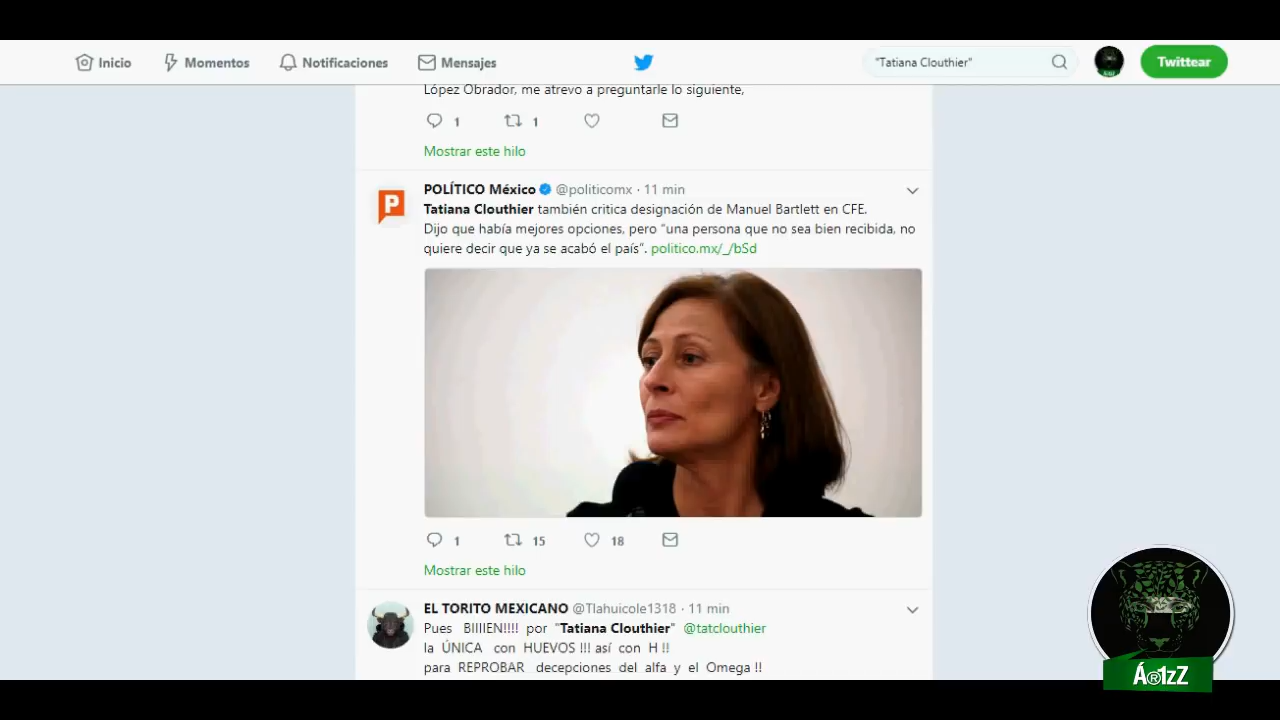 Inicio Momentos Notificaciones Mensajes "Tatiana Clouthier" Twittear
López Obrador, me atrevo a preguntarle lo siguiente,
1 1
Mostrar este hilo
POLÍTICO México @politicomx · 11 min
Tatiana Clouthier también critica designación de Manuel Bartlett en CFE.
Dijo que había mejores opciones, pero “una persona que no sea bien recibida, no
quiere decir que ya se acabó el país”. politico.mx/_/bSd
1 15 18
Mostrar este hilo
EL TORITO MEXICANO @Tlahuicole1318 · 11 min
Pues BIIIIEN!!!! por "Tatiana Clouthier" @tatclouthier
la ÚNICA con HUEVOS !!! así con H !!
para REPROBAR decepciones del alfa y el Omega !!
Á®1zZ